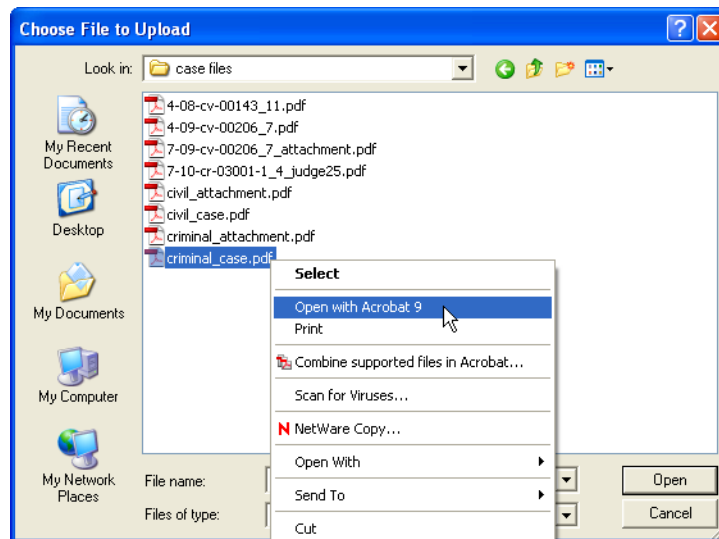 Choose File to Upload
Look in: case files
My Recent Documents
Desktop
My Documents
My Computer
My Network Places
4-08-cv-00143_11.pdf
4-09-cv-00206_7.pdf
7-09-cv-00206_7_attachment.pdf
7-10-cr-03001-1_4_judge25.pdf
civil_attachment.pdf
civil_case.pdf
criminal_attachment.pdf
criminal_case.pdf
Select
Open with Acrobat 9
Print
Combine supported files in Acrobat...
Scan for Viruses...
N NetWare Copy...
Open With
Send To
Cut
File name:
Files of type:
Open
Cancel